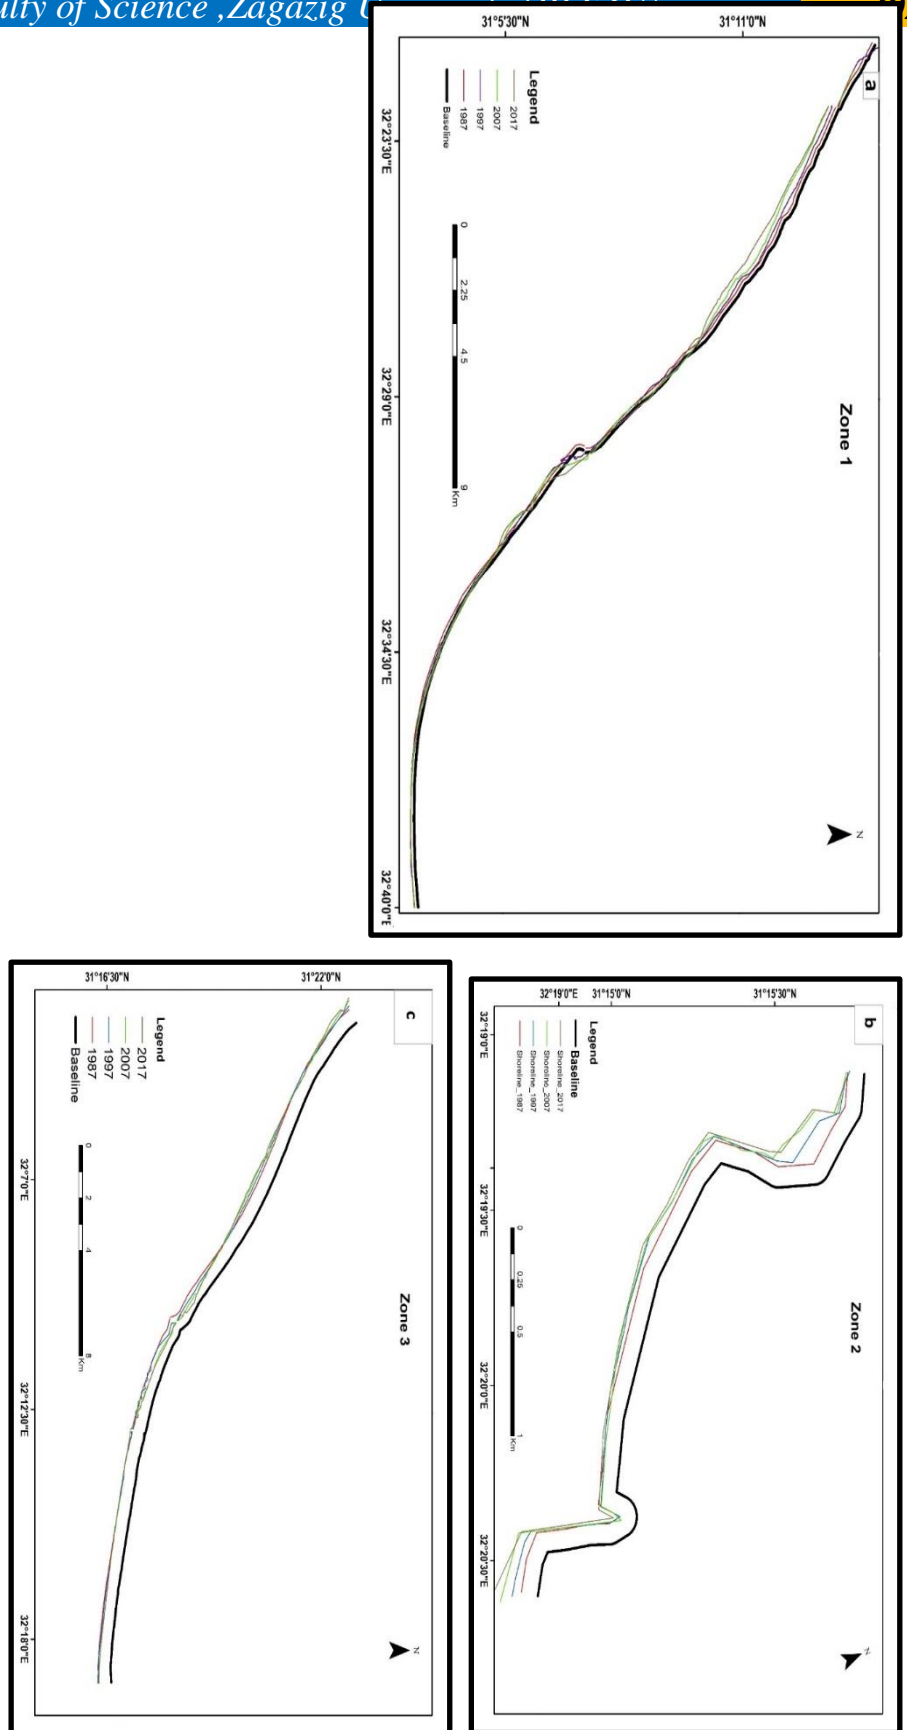 ulty of Science ,Zagazig
a
Zone 1
N
31°5'30"N
31°11'0"N
32°23'30"E
32°29'0"E
32°34'30"E
32°40'0"E
Legend
2017
2007
1997
1987
Baseline
0 2.25 4.5 9
Km
b
Zone 2
N
32°19'0"E
31°15'0"N
31°15'30"N
32°19'0"E
32°19'30"E
32°20'0"E
32°20'30"E
Legend
Baseline
Shoreline_2017
Shoreline_2007
Shoreline_1997
Shoreline_1987
0 0.25 0.5 1
Km
c
Zone 3
N
31°16'30"N
31°22'0"N
32°7'0"E
32°12'30"E
32°18'0"E
Legend
2017
2007
1997
1987
Baseline
0 2 4 8
Km